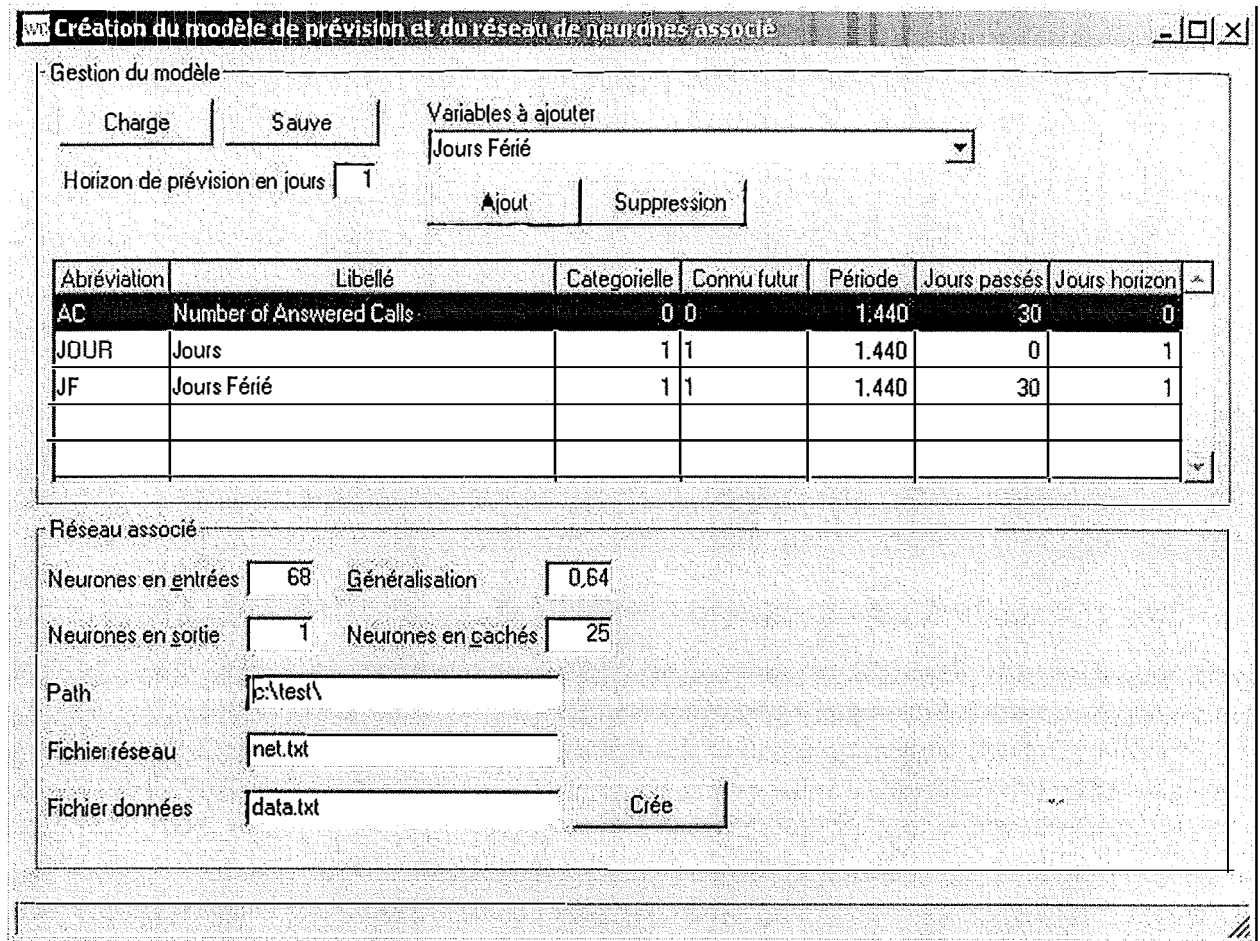 Création du modèle de prévision et du réseau de neurones associé
Gestion du modèle
Charge Sauve Variables à ajouter
Jours Férié
Horizon de prévision en jours 1
Ajout Suppression
Abréviation Libellé Categorielle Connu futur Période Jours passés Jours horizon
AC Number of Answered Calls 0 0 1.440 30 0
JOUR Jours 1 1 1.440 0 1
JF Jours Férié 1 1 1.440 30 1
Réseau associé
Neurones en entrées 68 Généralisation 0,64
Neurones en sortie 1 Neurones en cachés 25
Path c:\test\
Fichier réseau net.txt
Fichier données data.txt Crée